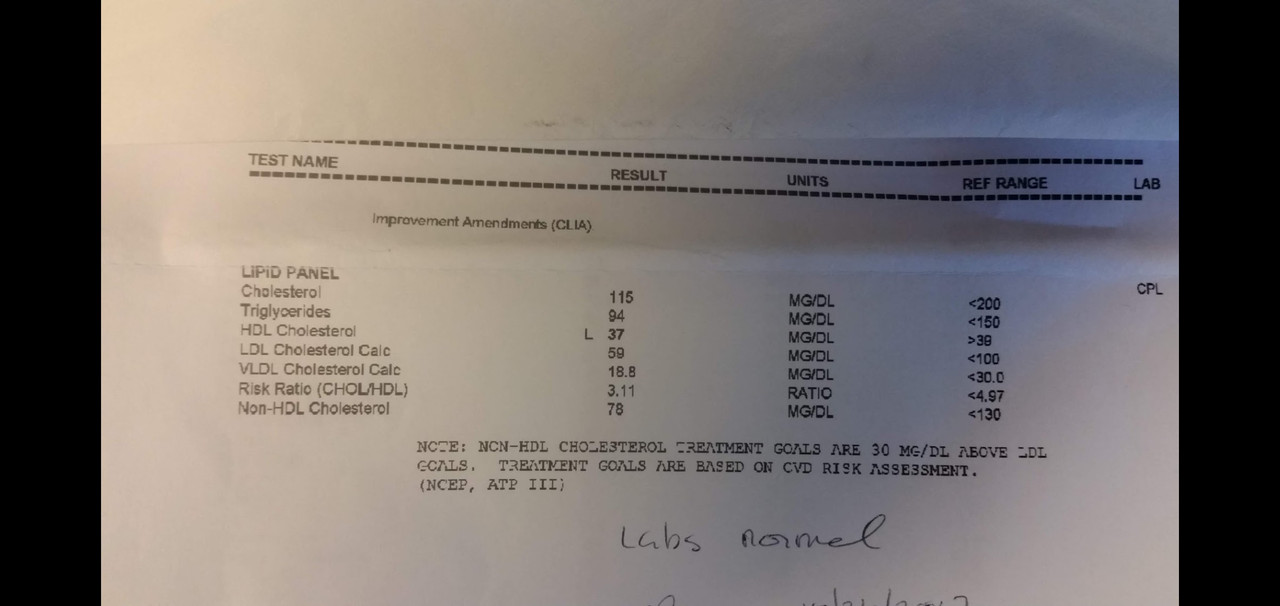 TEST NAME RESULT UNITS REF RANGE LAB
Improvement Amendments (CLIA)
LIPID PANEL CPL
Cholesterol 115 MG/DL <200
Triglycerides 94 MG/DL <150
HDL Cholesterol L 37 MG/DL >39
LDL Cholesterol Calc 59 MG/DL <100
VLDL Cholesterol Calc 18.8 MG/DL <30.0
Risk Ratio (CHOL/HDL) 3.11 RATIO <4.97
Non-HDL Cholesterol 78 MG/DL <130
NOTE: NON-HDL CHOLESTEROL TREATMENT GOALS ARE 30 MG/DL ABOVE LDL
GOALS. TREATMENT GOALS ARE BASED ON CVD RISK ASSESSMENT.
(NCEP, ATP III)
Labs normal